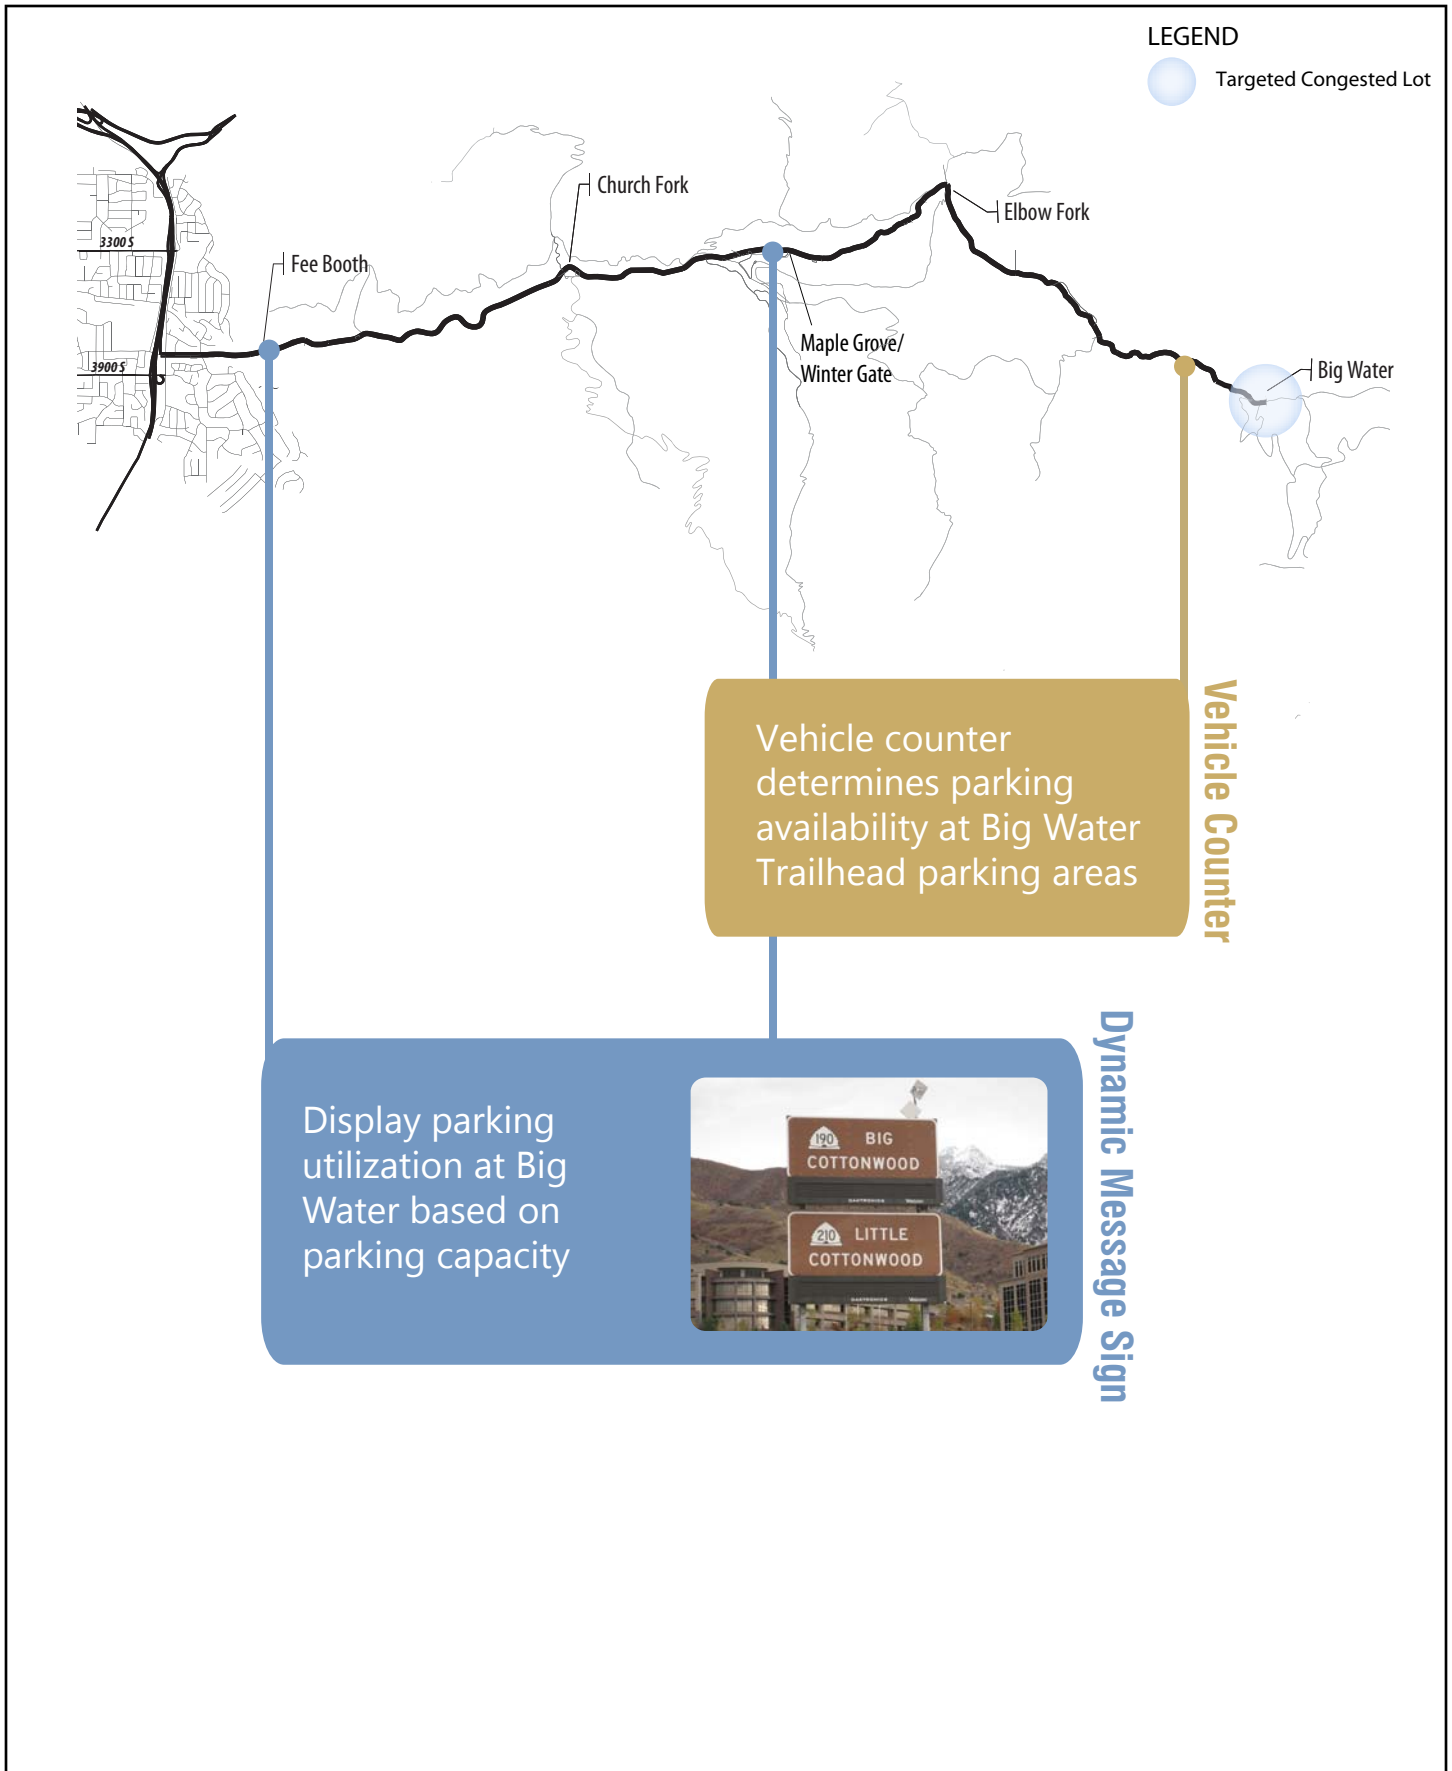 LEGEND
Targeted Congested Lot
Church Fork
Elbow Fork
3300 S
Fee Booth
Maple Grove/
Winter Gate
3900 S
Big Water
Vehicle counter
determines parking
availability at Big Water
Trailhead parking areas
Vehicle Counter
Display parking
utilization at Big
Water based on
parking capacity
190 BIG
COTTONWOOD
210 LITTLE
COTTONWOOD
Dynamic Message Sign